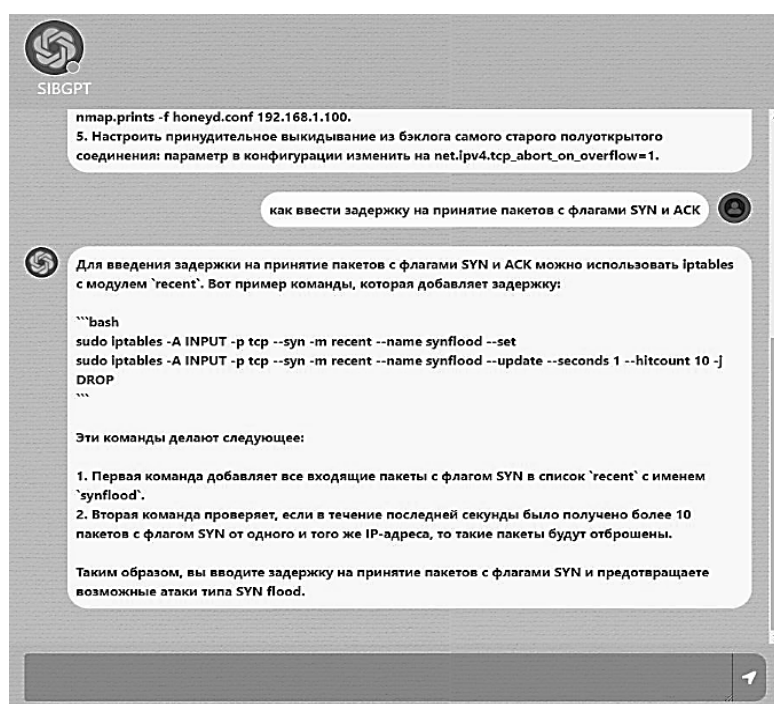 SIBGPT
nmap.prints -f honeyd.conf 192.168.1.100.
5. Настроить принудительное выкидывание из бэклога самого старого полуоткрытого
соединения: параметр в конфигурации изменить на net.ipv4.tcp_abort_on_overflow=1.
как ввести задержку на принятие пакетов с флагами SYN и ACK
Для введения задержки на принятие пакетов с флагами SYN и ACK можно использовать iptables
с модулем `recent`. Вот пример команды, которая добавляет задержку:
```bash
sudo iptables -A INPUT -p tcp --syn -m recent --name synflood --set
sudo iptables -A INPUT -p tcp --syn -m recent --name synflood --update --seconds 1 --hitcount 10 -j
DROP
```
Эти команды делают следующее:
1. Первая команда добавляет все входящие пакеты с флагом SYN в список `recent` с именем
`synflood`.
2. Вторая команда проверяет, если в течение последней секунды было получено более 10
пакетов с флагом SYN от одного и того же IP-адреса, то такие пакеты будут отброшены.
Таким образом, вы вводите задержку на принятие пакетов с флагами SYN и предотвращаете
возможные атаки типа SYN flood.